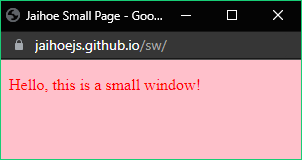 Jaihoe Small Page - Goo...
jaihoejs.github.io/sw/
Hello, this is a small window!